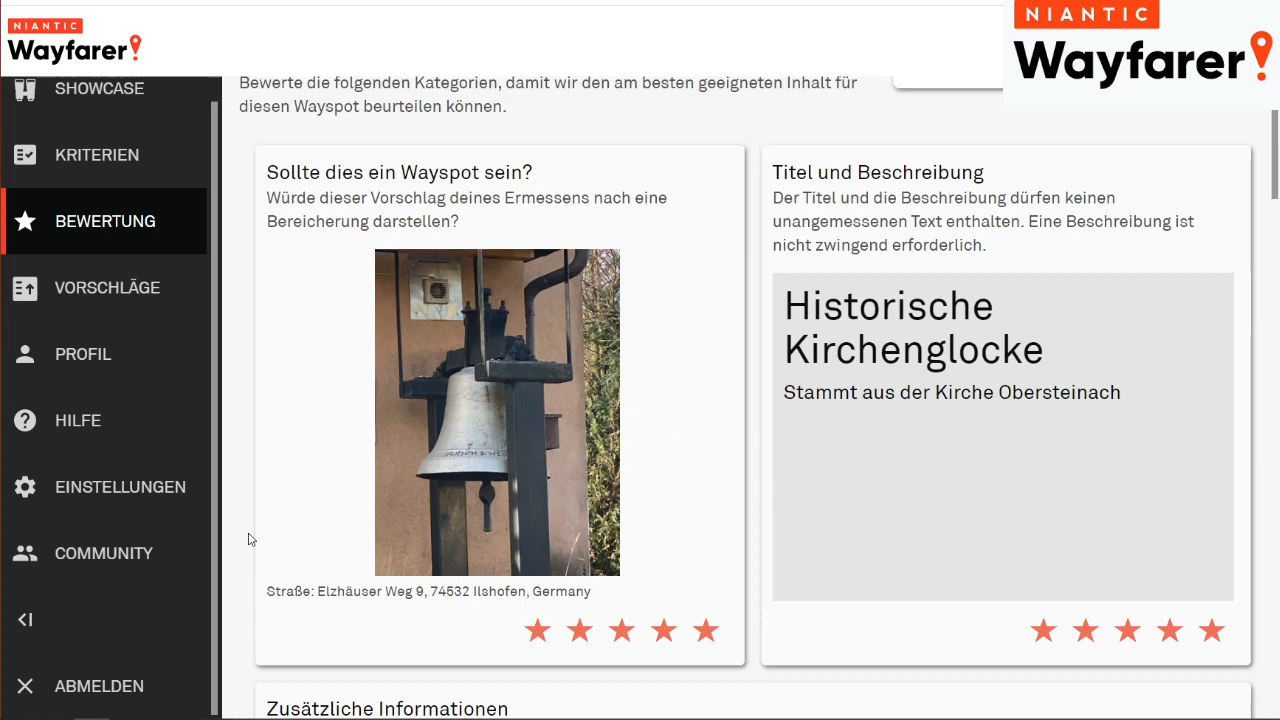 NIANTIC
Wayfarer
NIANTIC
Wayfarer
SHOWCASE
KRITERIEN
BEWERTUNG
VORSCHLÄGE
PROFIL
HILFE
EINSTELLUNGEN
COMMUNITY
ABMELDEN
Bewerte die folgenden Kategorien, damit wir den am besten geeigneten Inhalt für
diesen Wayspot beurteilen können.
Sollte dies ein Wayspot sein?
Würde dieser Vorschlag deines Ermessens nach eine
Bereicherung darstellen?
Straße: Elzhäuser Weg 9, 74532 Ilshofen, Germany
Titel und Beschreibung
Der Titel und die Beschreibung dürfen keinen
unangemessenen Text enthalten. Eine Beschreibung ist
nicht zwingend erforderlich.
Historische
Kirchenglocke
Stammt aus der Kirche Obersteinach
Zusätzliche Informationen